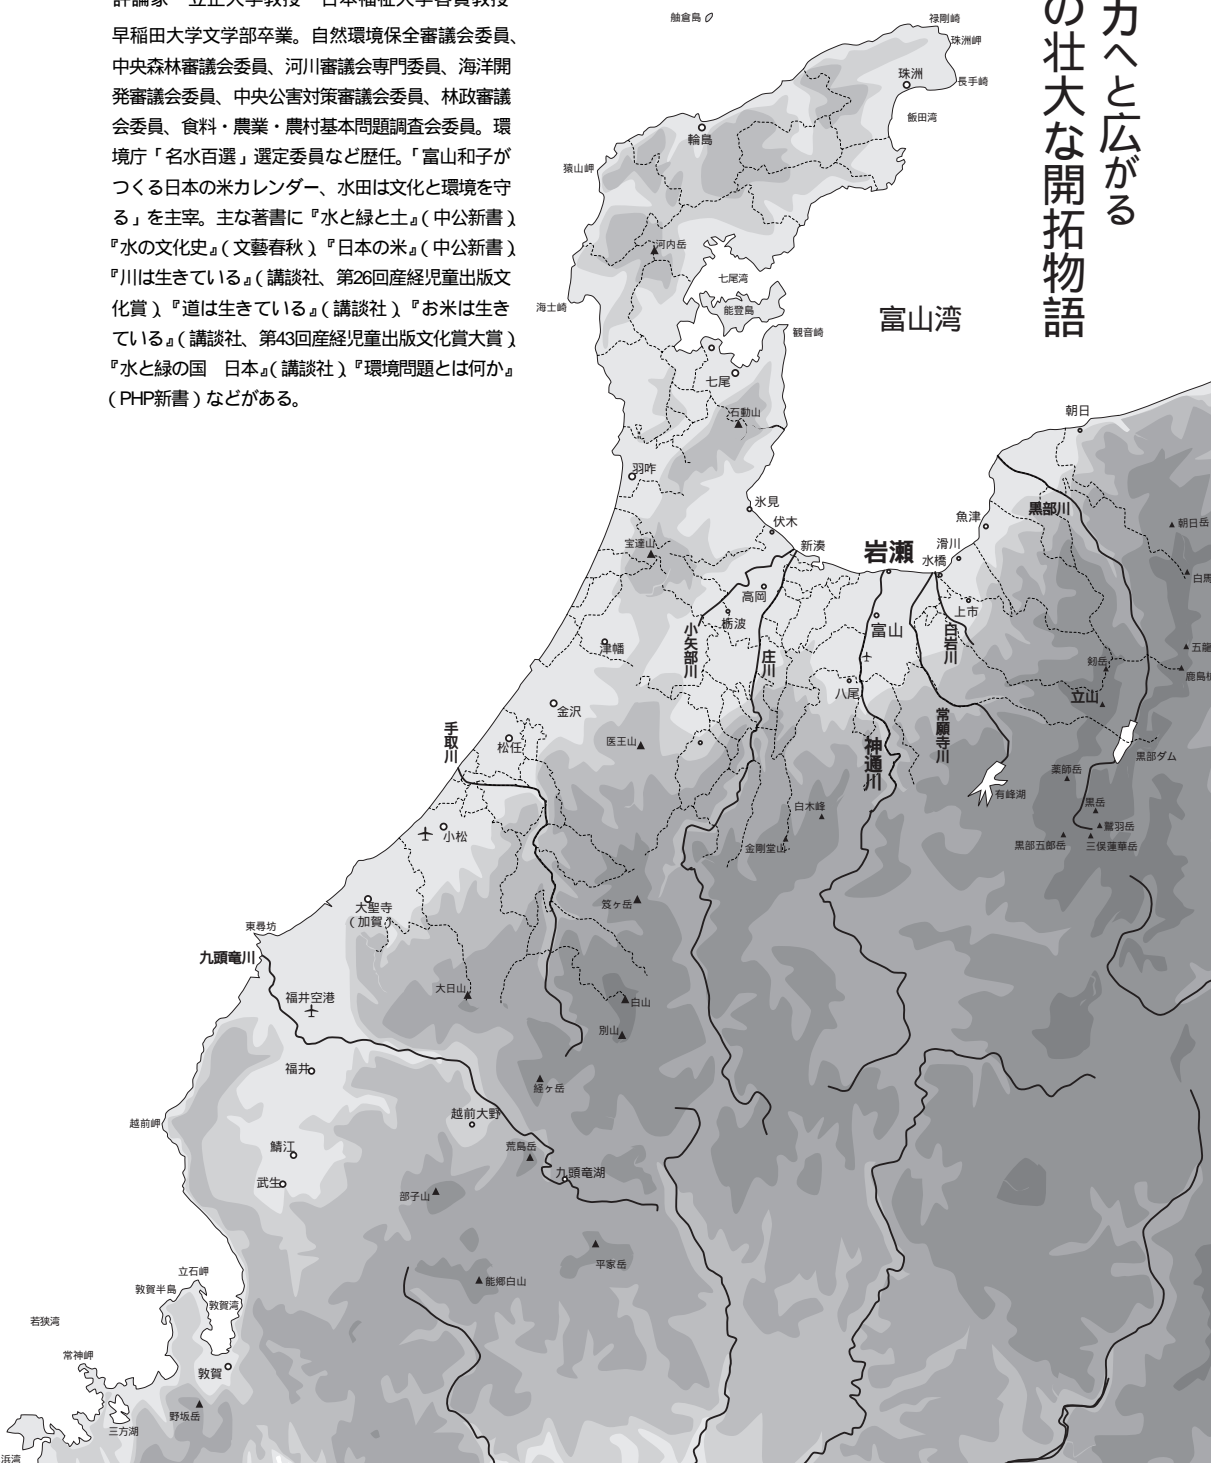 力へと広がる
の壮大な開拓物語
評論家　立正大学教授　日本福祉大学客員教授
早稲田大学文学部卒業。自然環境保全審議会委員、
中央森林審議会委員、河川審議会専門委員、海洋開
発審議会委員、中央公害対策審議会委員、林政審議
会委員、食料・農業・農村基本問題調査会委員。環
境庁「名水百選」選定委員など歴任。「富山和子が
つくる日本の米カレンダー、水田は文化と環境を守
る」を主宰。主な著書に『水と緑と土』(中公新書)、
『水の文化史』(文藝春秋)、『日本の米』(中公新書)、
『川は生きている』(講談社、第26回産経児童出版文
化賞)、『道は生きている』(講談社)、『お米は生き
ている』(講談社、第43回産経児童出版文化賞大賞)、
『水と緑の国　日本』(講談社)、『環境問題とは何か』
(PHP新書)などがある。
舳倉島
禄剛崎
珠洲岬
珠洲
長手崎
飯田湾
輪島
猿山岬
河内岳
七尾湾
海士崎
能登島
富山湾
観音崎
七尾
石動山
朝日
羽咋
氷見
黒部川
伏木
魚津
朝日岳
宝達山
新湊
岩瀬
滑川
水橋
白馬
高岡
上市
栃波
小矢部川
富山
白岩川
津幡
庄川
五龍
剱岳
鹿島槍
八尾
立山
金沢
手取川
松任
医王山
神通川
常願寺川
黒部ダム
薬師岳
有峰湖
白木峰
黒岳
小松
鷲羽岳
金剛堂山
黒部五郎岳
三俣蓮華岳
大聖寺
(加賀)
笈ヶ岳
東尋坊
九頭竜川
大日山
福井空港
白山
別山
福井
経ヶ岳
越前大野
越前岬
鯖江
荒島岳
九頭竜湖
武生
部子山
平家岳
立石岬
能郷白山
敦賀半島
敦賀湾
若狭湾
常神岬
敦賀
野坂岳
三方湖
浜湾